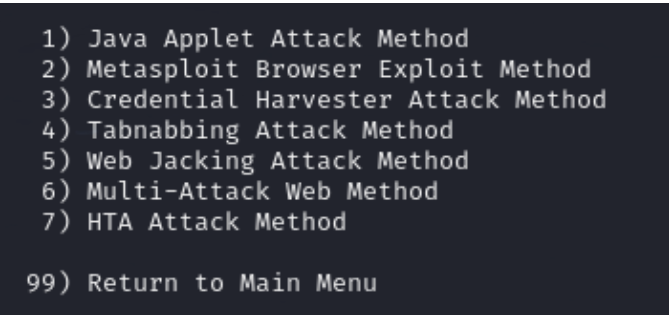 1) Java Applet Attack Method
2) Metasploit Browser Exploit Method
3) Credential Harvester Attack Method
4) Tabnabbing Attack Method
5) Web Jacking Attack Method
6) Multi-Attack Web Method
7) HTA Attack Method
99) Return to Main Menu